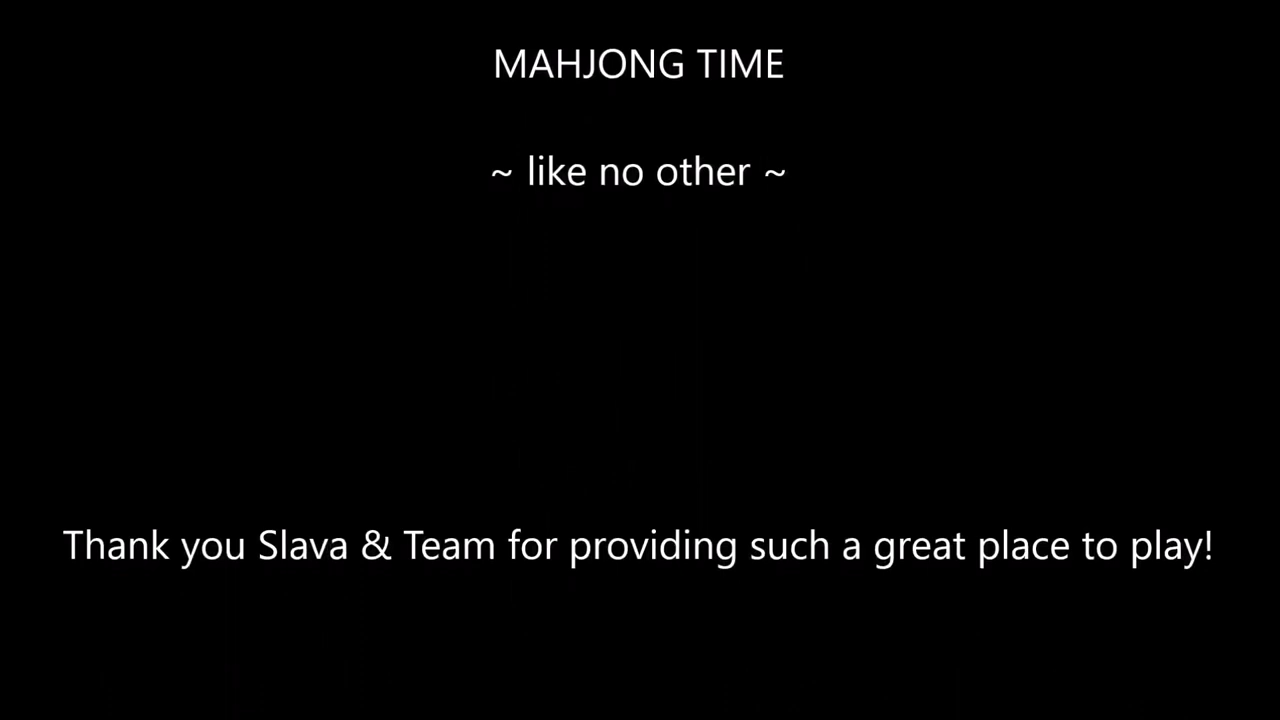 MAHJONG TIME
~ like no other ~
Thank you Slava & Team for providing such a great place to play!